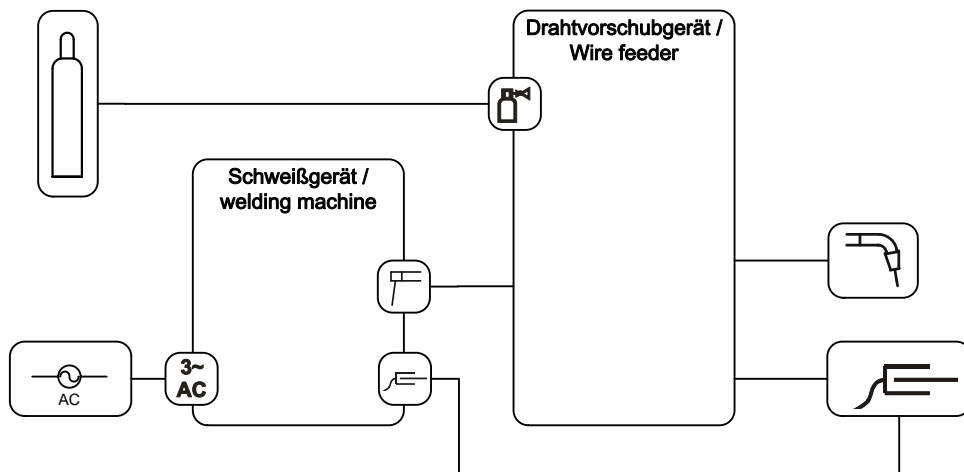 Drahtvorschubgerät /
Wire feeder
Schweißgerät /
welding machine
3~
AC
AC